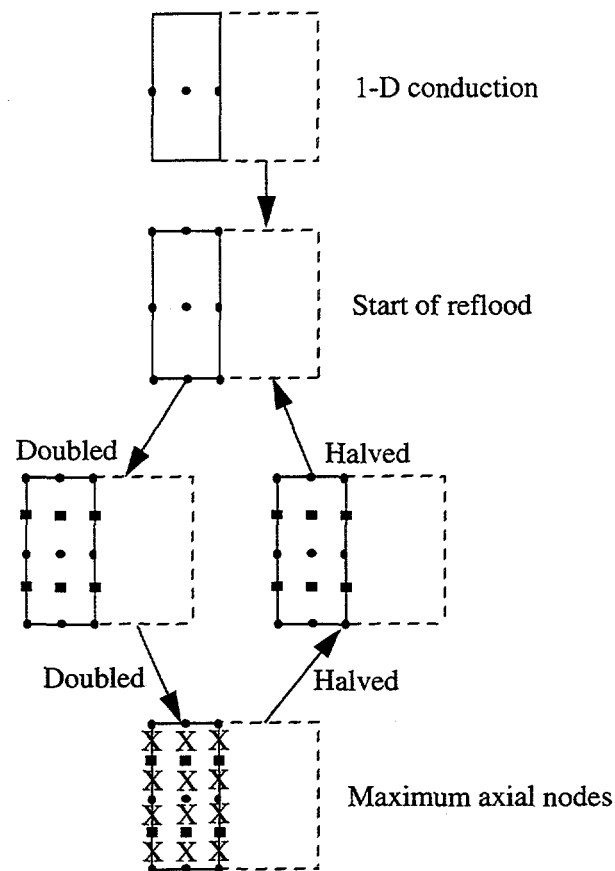 1-D conduction
Start of reflood
Doubled
Halved
Doubled
Halved
X X X
X X X
X X X
X X X
Maximum axial nodes